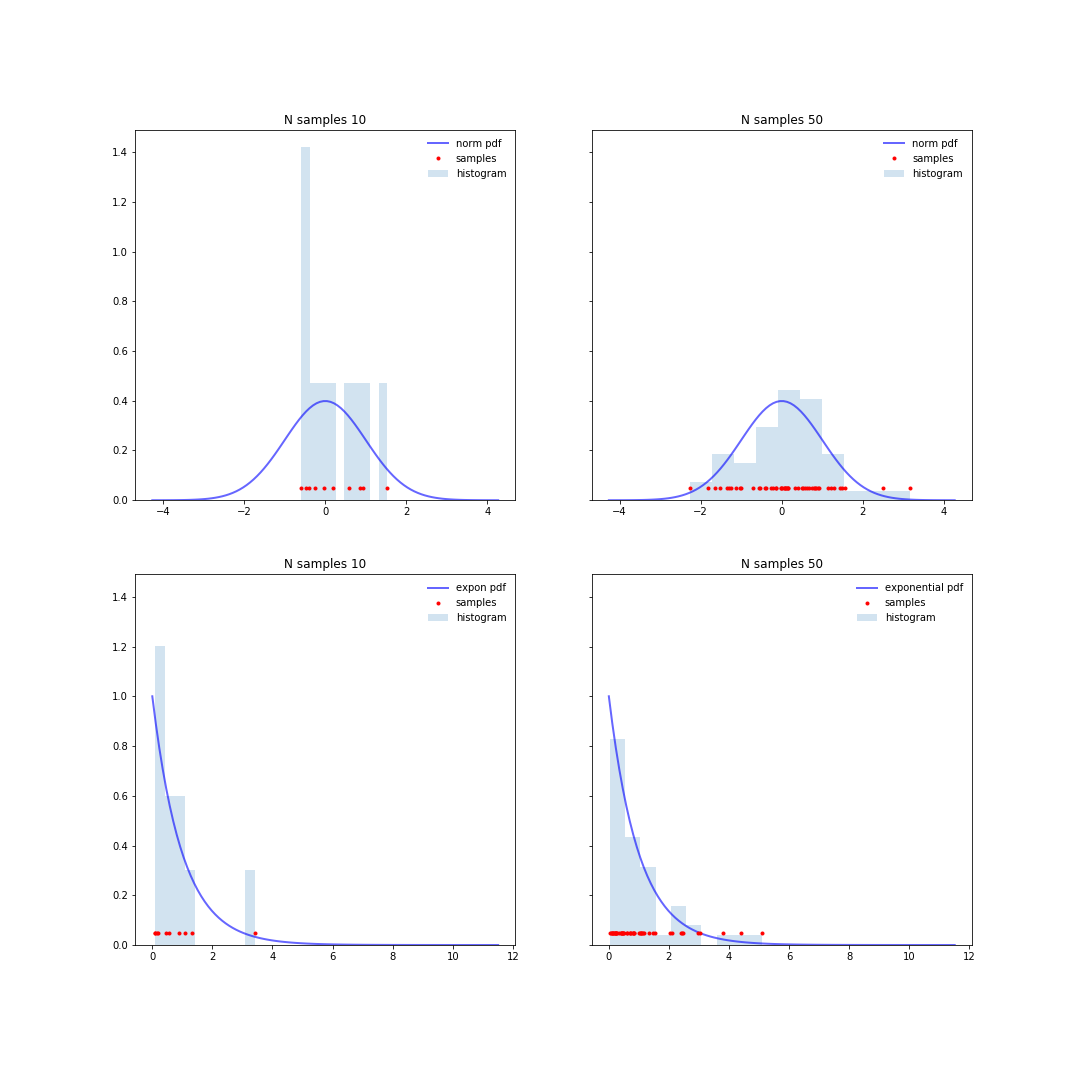 N samples 10
norm pdf
samples
histogram
1.4
1.2
1.0
0.8
0.6
0.4
0.2
0.0
−4 −2 0 2 4
N samples 50
norm pdf
samples
histogram
−4 −2 0 2 4
N samples 10
expon pdf
samples
histogram
1.4
1.2
1.0
0.8
0.6
0.4
0.2
0.0
0 2 4 6 8 10 12
N samples 50
exponential pdf
samples
histogram
0 2 4 6 8 10 12